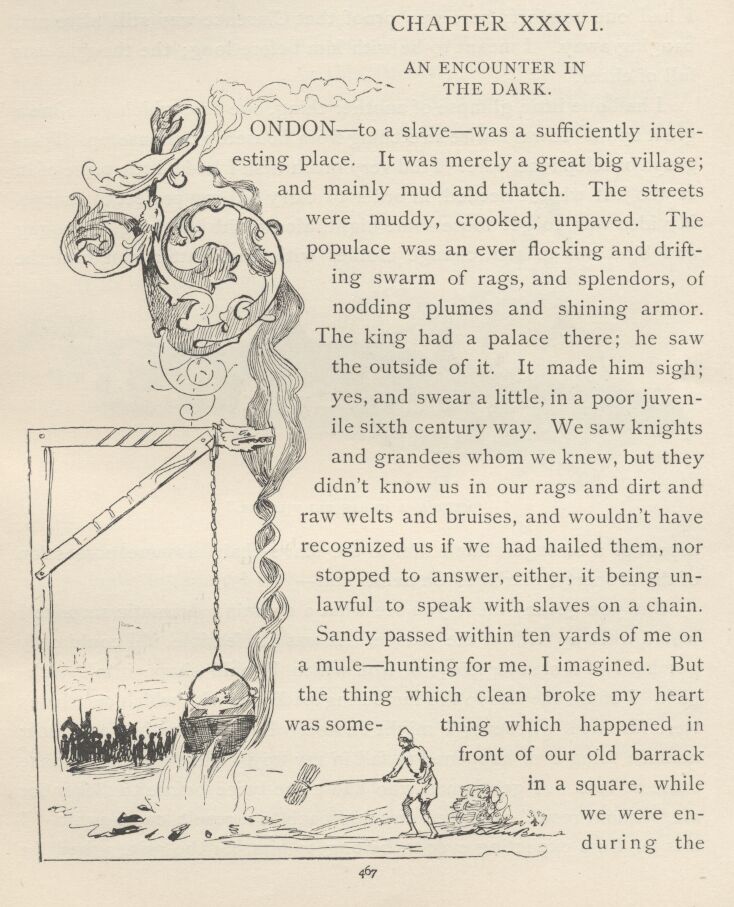 CHAPTER XXXVI.
AN ENCOUNTER IN
THE DARK.
LONDON—to a slave—was a sufficiently inter-
esting place. It was merely a great big village;
and mainly mud and thatch. The streets
were muddy, crooked, unpaved. The
populace was an ever flocking and drift-
ing swarm of rags, and splendors, of
nodding plumes and shining armor.
The king had a palace there; he saw
the outside of it. It made him sigh;
yes, and swear a little, in a poor juven-
ile sixth century way. We saw knights
and grandees whom we knew, but they
didn't know us in our rags and dirt and
raw welts and bruises, and wouldn't have
recognized us if we had hailed them, nor
stopped to answer, either, it being un-
lawful to speak with slaves on a chain.
Sandy passed within ten yards of me on
a mule—hunting for me, I imagined. But
the thing which clean broke my heart
was some- thing which happened in
front of our old barrack
in a square, while
we were en-
during the
467